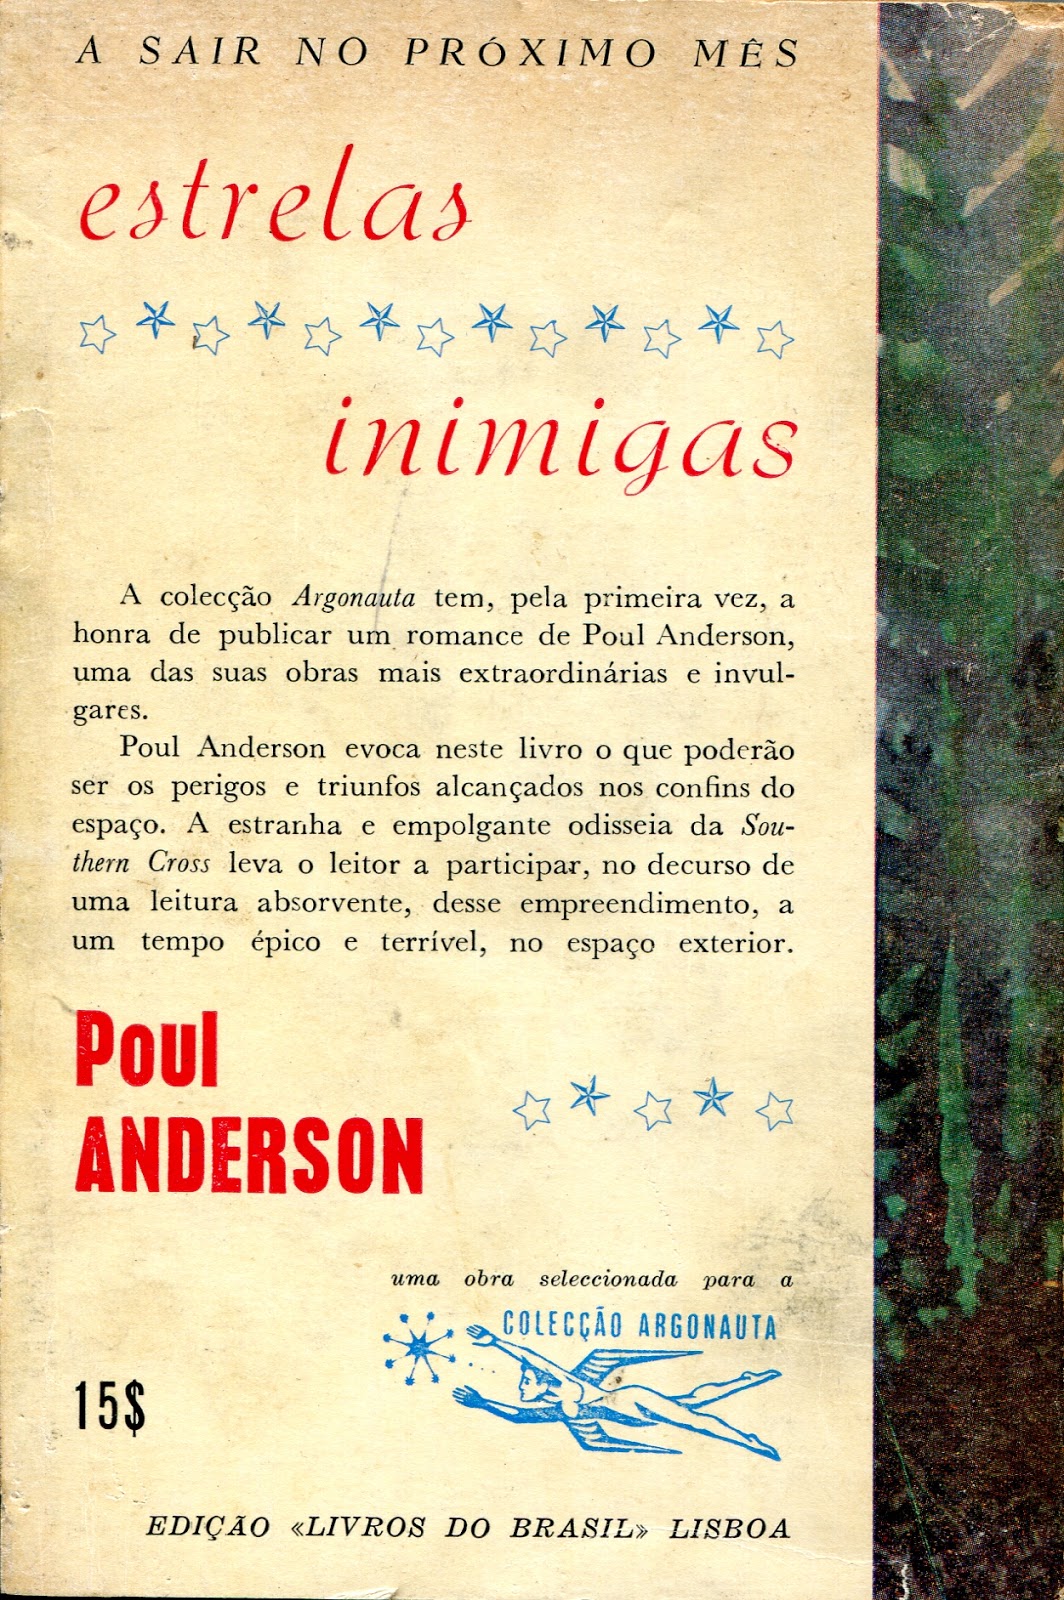 A SAIR NO PRÓXIMO MÊS
estrelas
inimigas
A colecção Argonauta tem, pela primeira vez, a
honra de publicar um romance de Poul Anderson,
uma das suas obras mais extraordinárias e invul-
gares.
Poul Anderson evoca neste livro o que poderão
ser os perigos e triunfos alcançados nos confins do
espaço. A estranha e empolgante odisseia da Sou-
thern Cross leva o leitor a participar, no decurso de
uma leitura absorvente, desse empreendimento, a
um tempo épico e terrível, no espaço exterior.
Poul
ANDERSON
uma obra seleccionada para a
COLECÇÃO ARGONAUTA
15$
EDIÇÃO «LIVROS DO BRASIL» LISBOA